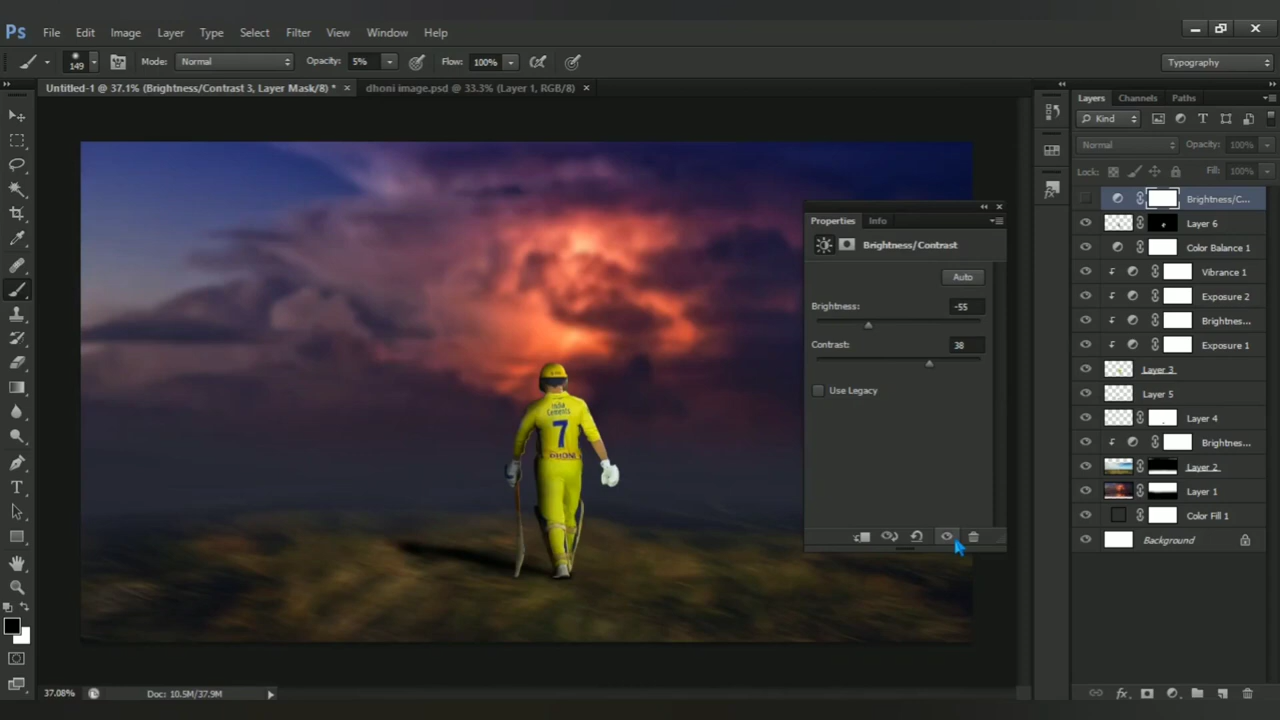 Ps File Edit Image Layer Type Select Filter View Window Help
149 Mode: Normal Opacity: 5% Flow: 100% Typography
Untitled-1 @ 37.1% (Brightness/Contrast 3, Layer Mask/8) * × dhoni image.psd @ 33.3% (Layer 1, RGB/8) ×
Layers Channels Paths
Kind
Normal Opacity: 100%
Lock: Fill: 100%
Brightness/C...
Layer 6
Color Balance 1
Vibrance 1
Exposure 2
Brightnes...
Exposure 1
Layer 3
Layer 5
Layer 4
Brightnes...
Layer 2
Layer 1
Color Fill 1
Background
Properties Info
Brightness/Contrast
Auto
Brightness: -55
Contrast: 38
Use Legacy
India
Cements
7
DHONI
37.08% Doc: 10.5M/37.9M